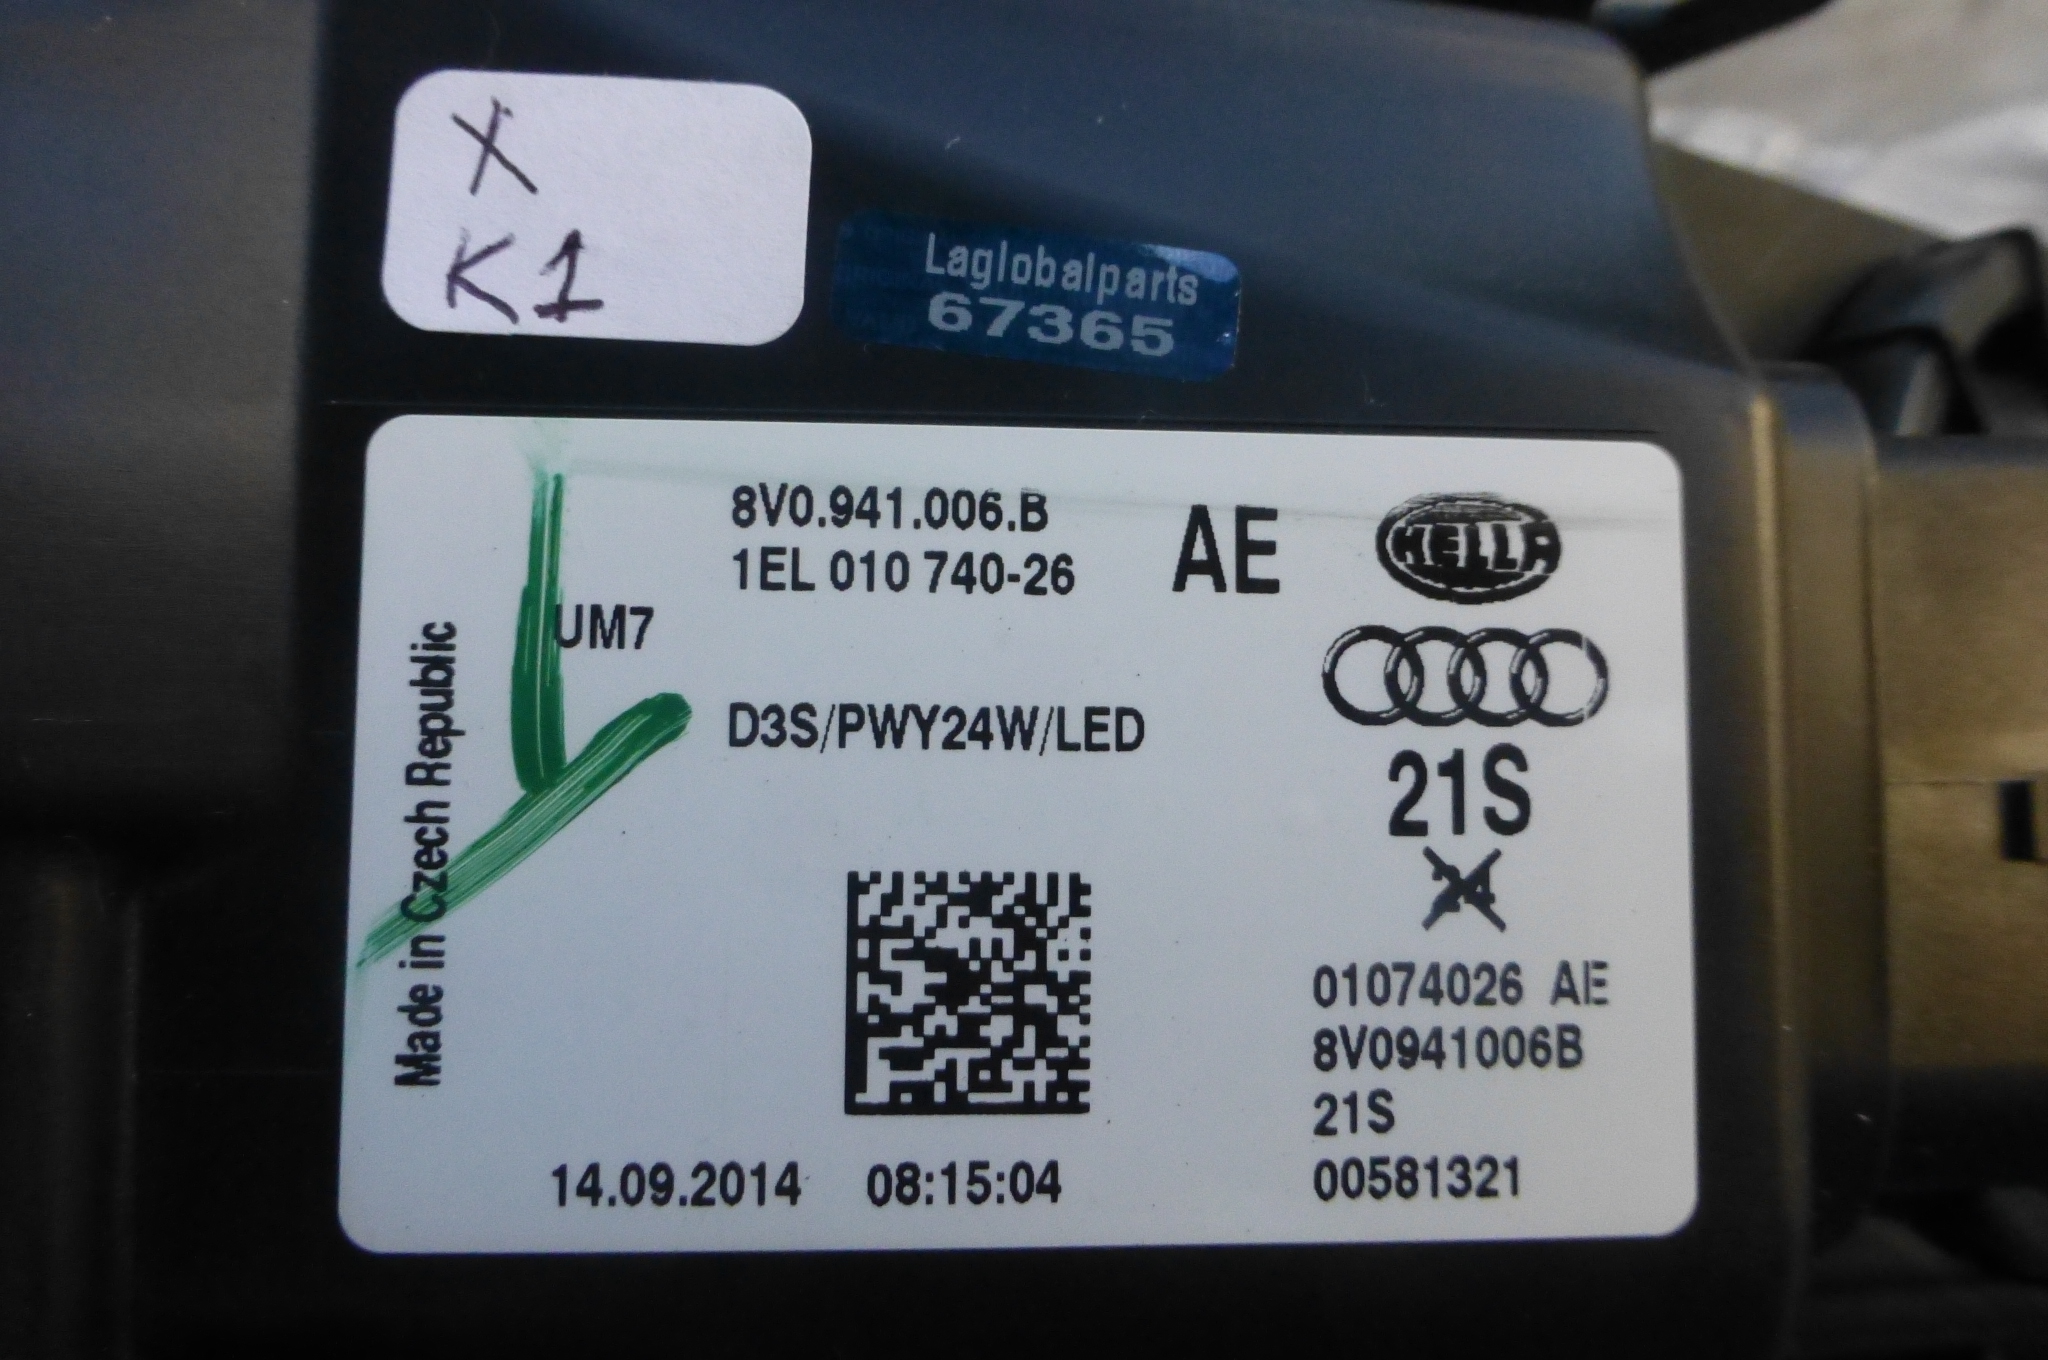 X
K1
Laglobalparts
67365
8V0.941.006.B
1EL 010 740-26
AE
HELLA
UM7
D3S/PWY24W/LED
21S
Made in Czech Republic
01074026 AE
8V0941006B
21S
00581321
14.09.2014 08:15:04